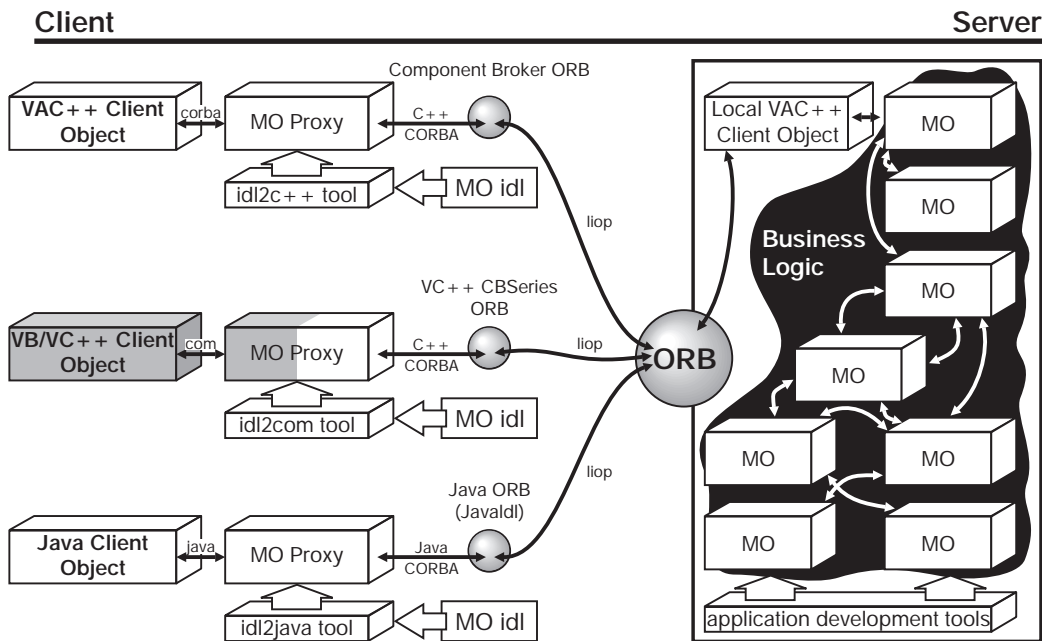 Client
Server
Component Broker ORB
VAC++ Client
Object
corba
MO Proxy
C++
CORBA
idl2c++ tool
MO idl
liop
Local VAC++
Client Object
MO
MO
Business
Logic
MO
VC++ CBSeries
ORB
VB/VC++ Client
Object
com
MO Proxy
C++
CORBA
liop
ORB
MO
idl2com tool
MO idl
MO
MO
liop
Java ORB
(JavaIdl)
Java Client
Object
java
MO Proxy
Java
CORBA
MO
MO
idl2java tool
MO idl
application development tools